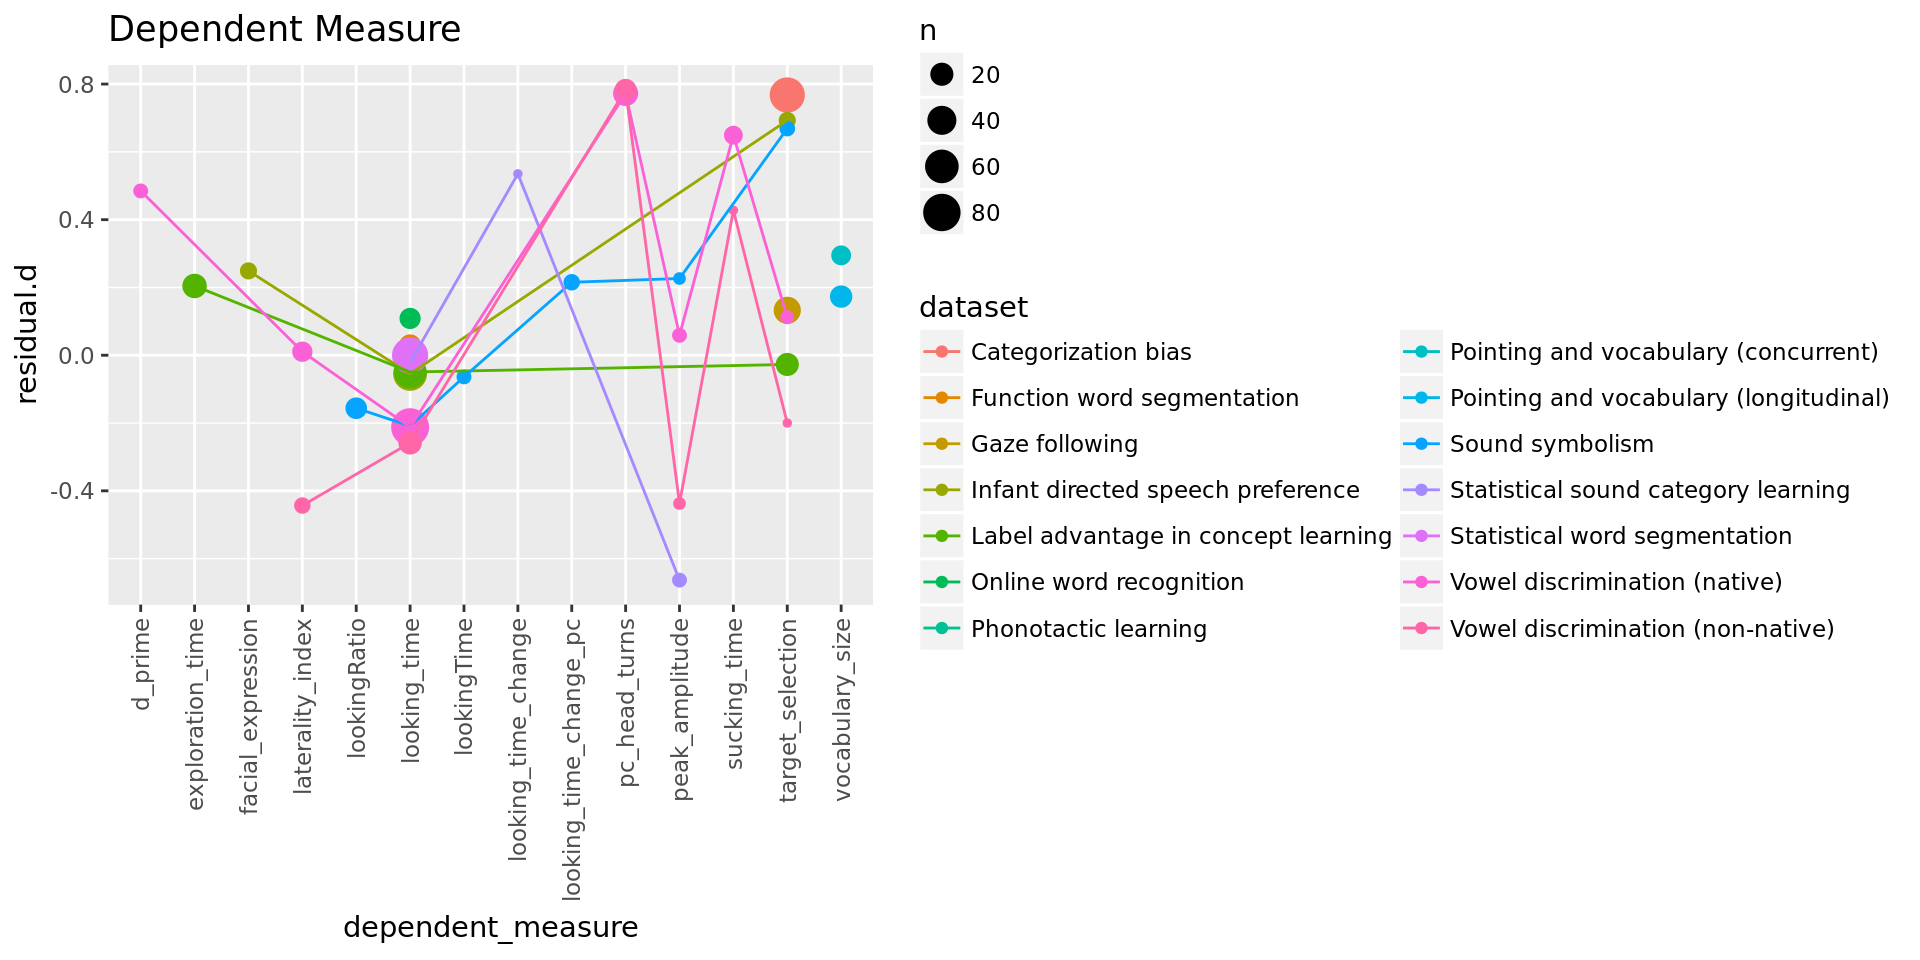 Dependent Measure
residual.d
0.8
0.4
0.0
-0.4
d_prime
exploration_time
facial_expression
laterality_index
lookingRatio
looking_time
lookingTime
looking_time_change
looking_time_change_pc
pc_head_turns
peak_amplitude
sucking_time
target_selection
vocabulary_size
dependent_measure
n
20
40
60
80
dataset
Categorization bias
Function word segmentation
Gaze following
Infant directed speech preference
Label advantage in concept learning
Online word recognition
Phonotactic learning
Pointing and vocabulary (concurrent)
Pointing and vocabulary (longitudinal)
Sound symbolism
Statistical sound category learning
Statistical word segmentation
Vowel discrimination (native)
Vowel discrimination (non-native)